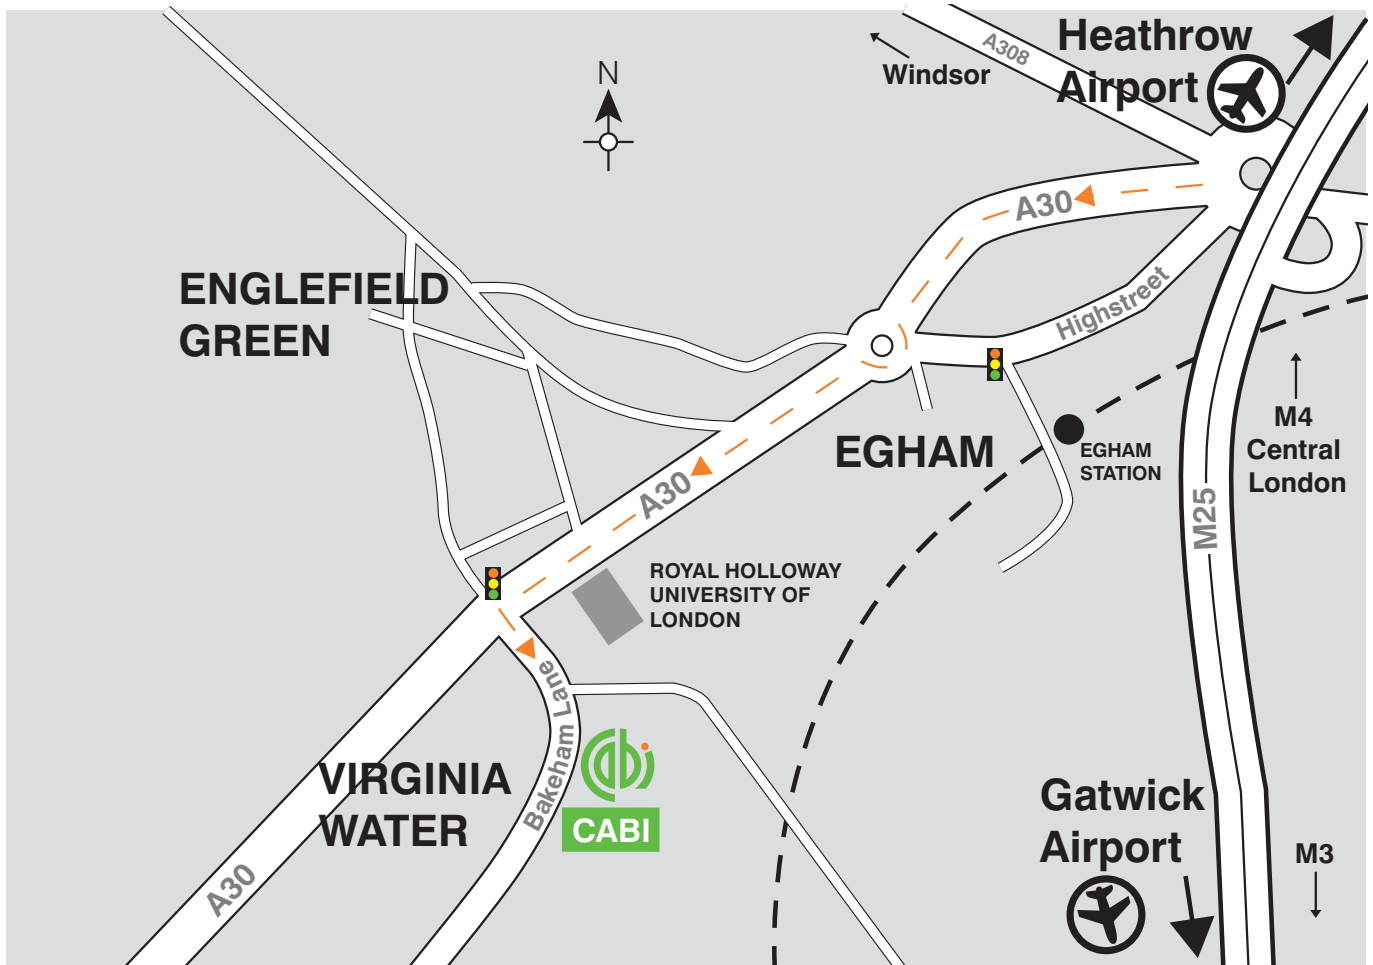 Heathrow
Airport
A308
Windsor
N
A30
ENGLEFIELD
GREEN
Highstreet
M4
Central
London
EGHAM
EGHAM
STATION
A30
M25
ROYAL HOLLOWAY
UNIVERSITY OF
LONDON
Bakeham Lane
VIRGINIA
WATER
cabi
CABI
Gatwick
Airport
M3
A30